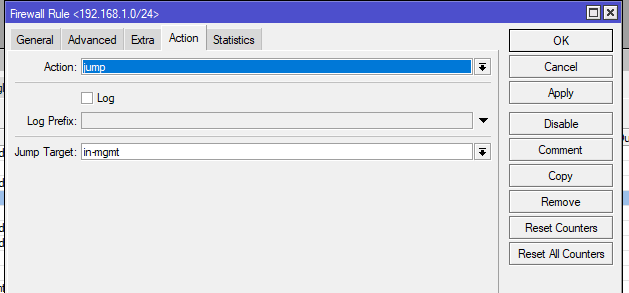 Firewall Rule <192.168.1.0/24>
General Advanced Extra Action Statistics
Action: jump
Log
Log Prefix:
Jump Target: in-mgmt
OK
Cancel
Apply
Disable
Comment
Copy
Remove
Reset Counters
Reset All Counters